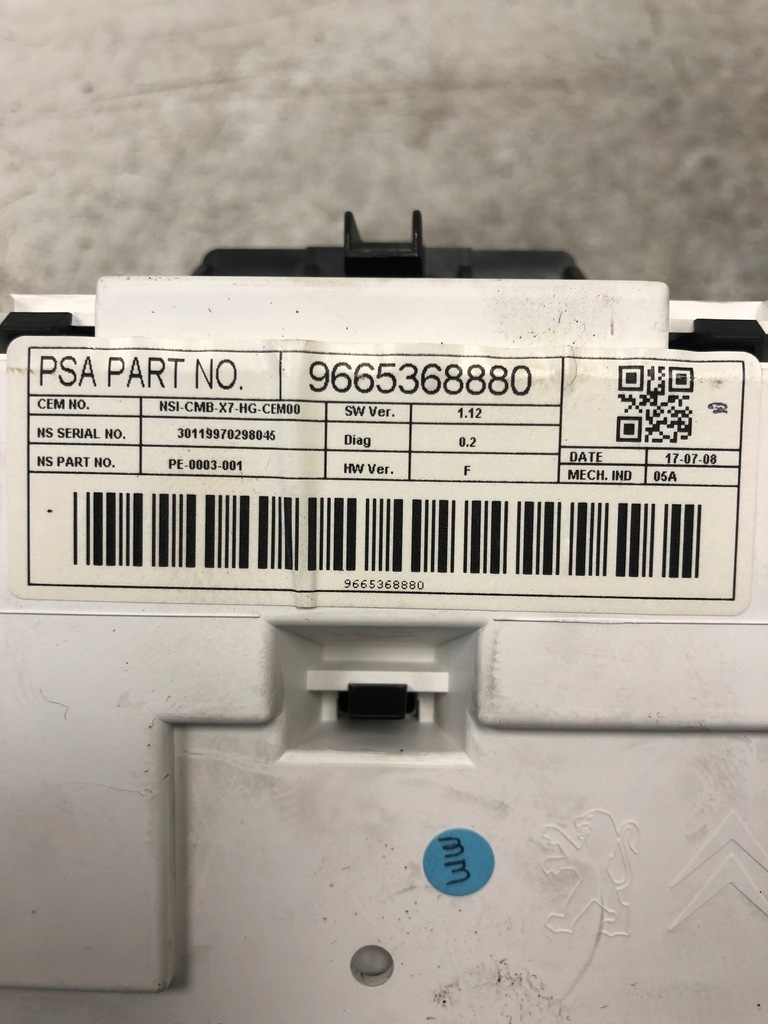 PSA PART NO. 9665368880
CEM NO. NSI-CMB-X7-HG-CEM00 SW Ver. 1.12
NS SERIAL NO. 30119970298045 Diag 0.2
NS PART NO. PE-0003-001 HW Ver. F
DATE 17-07-08
MECH. IND 05A
9665368880